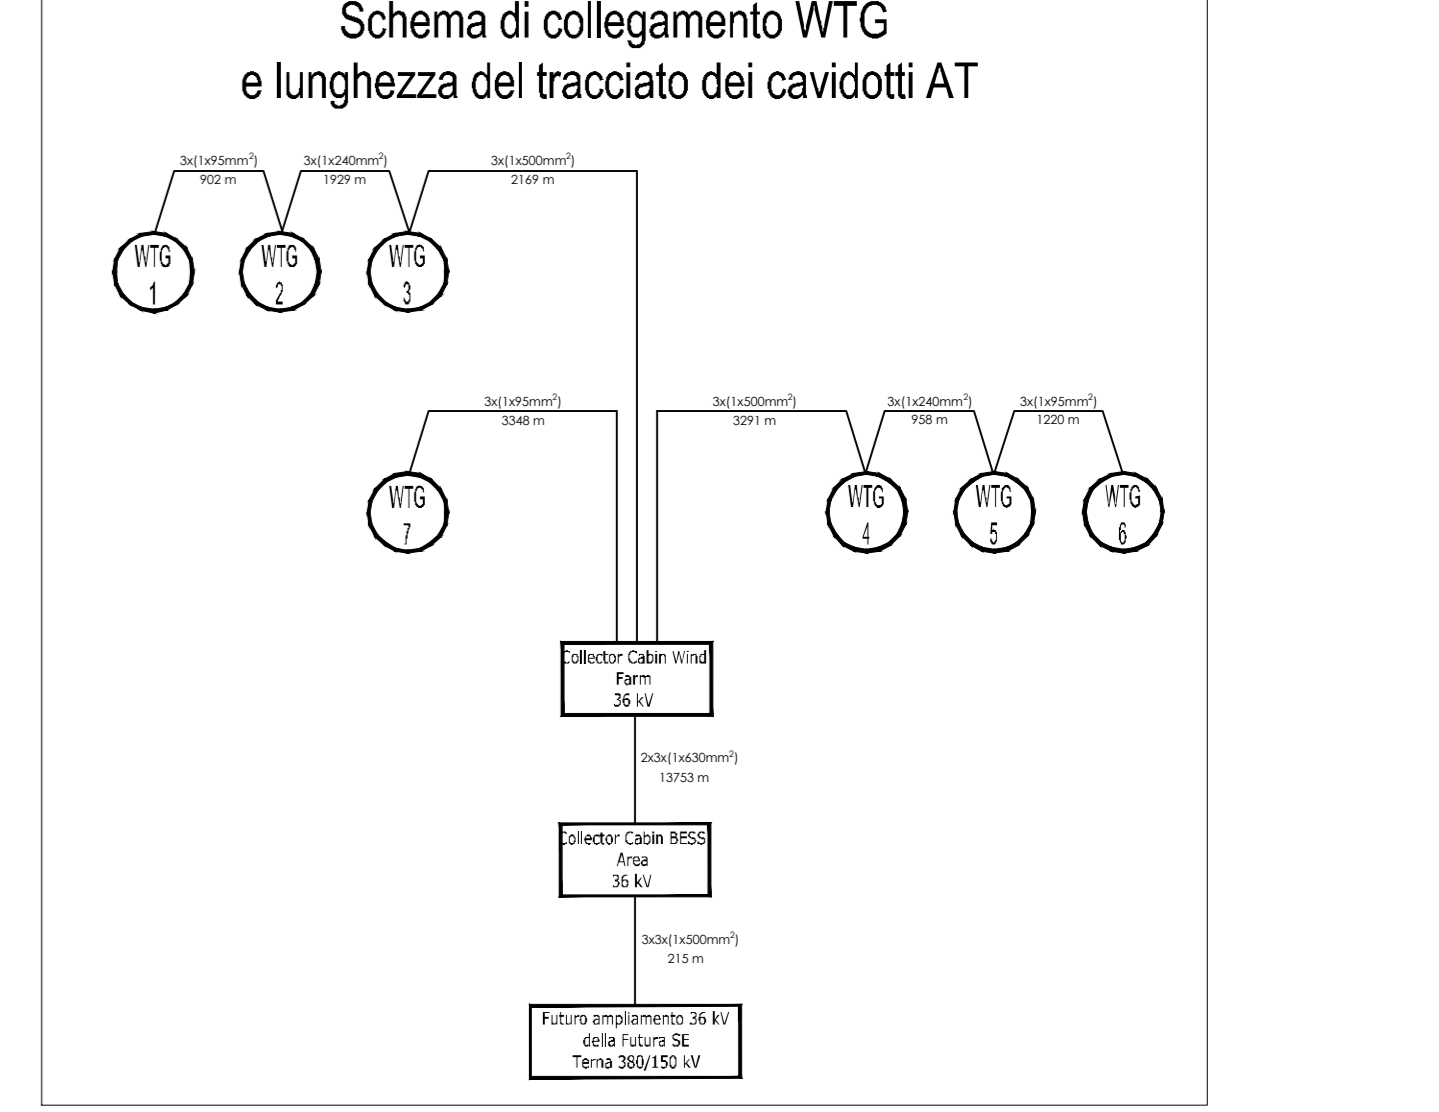 Schema di collegamento WTG
e lunghezza del tracciato dei cavidotti AT
3x(1x95mm²)
902 m
3x(1x240mm²)
1929 m
3x(1x500mm²)
2169 m
WTG
1
WTG
2
WTG
3
3x(1x95mm²)
3348 m
3x(1x500mm²)
3291 m
3x(1x240mm²)
958 m
3x(1x95mm²)
1220 m
WTG
7
WTG
4
WTG
5
WTG
6
Collector Cabin Wind
Farm
36 kV
2x3x(1x630mm²)
13753 m
Collector Cabin BESS
Area
36 kV
3x3x(1x500mm²)
215 m
Futuro ampliamento 36 kV
della Futura SE
Terna 380/150 kV